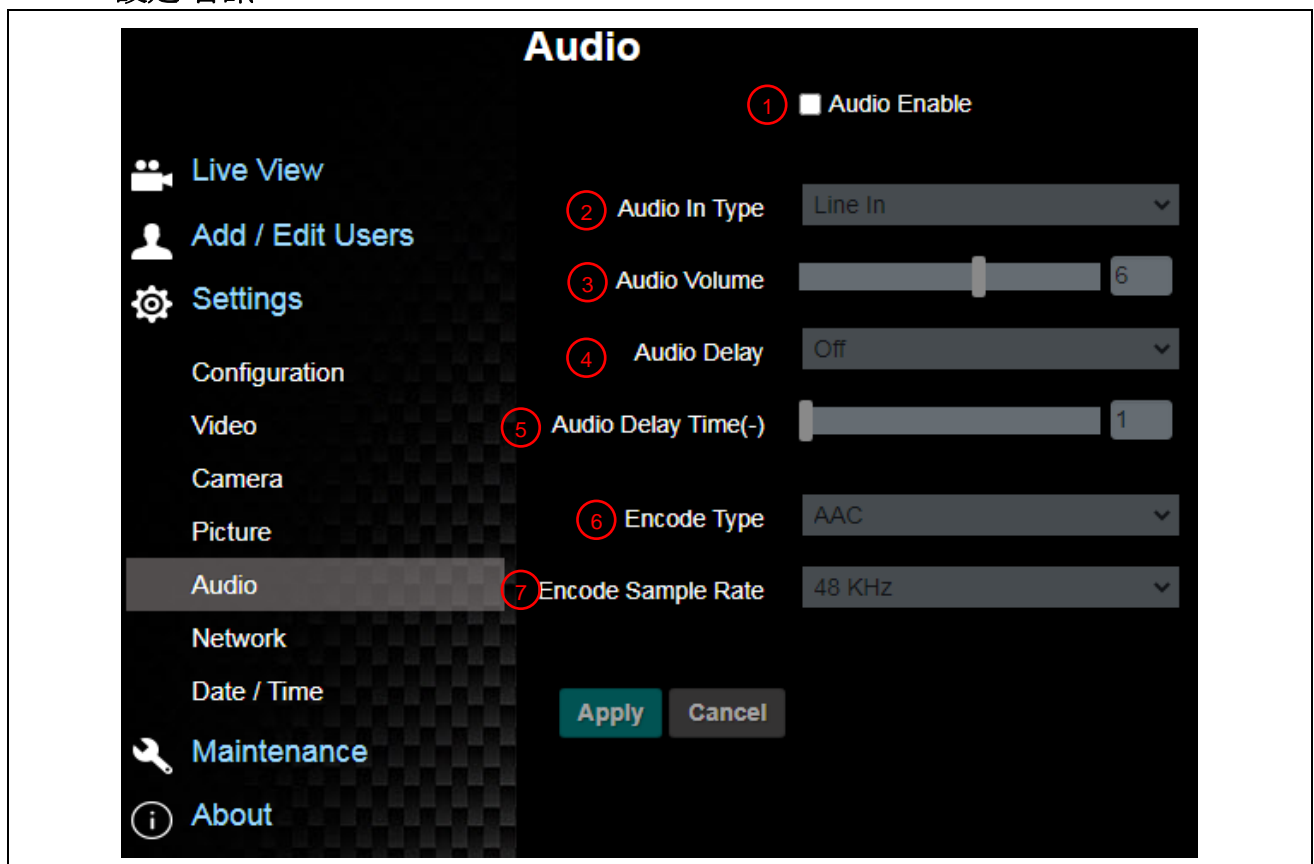 Audio
1 Audio Enable
Live View
Add / Edit Users
Settings
Configuration
Video
Camera
Picture
Audio
Network
Date / Time
Maintenance
About
2 Audio In Type Line In
3 Audio Volume 6
4 Audio Delay Off
5 Audio Delay Time(-) 1
6 Encode Type AAC
7 Encode Sample Rate 48 KHz
Apply Cancel